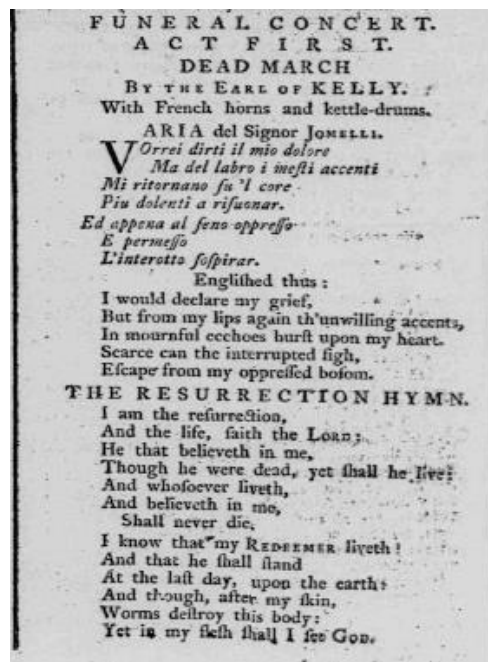 FUNERAL CONCERT.
ACT FIRST.
DEAD MARCH
BY THE EARL OF KELLY.
With French horns and kettle-drums.
ARIA del Signor JOMELLI.
VOrrei dirti il mio dolore
Ma del labro i mesti accenti
Mi ritornano su 'l core
Piu dolenti a risuonar.
Ed appena al seno oppresso
E permesso
L'interotto sospirar.
Englished thus:
I would declare my grief,
But from my lips again th'unwilling accents,
In mournful ecchoes burst upon my heart.
Scarce can the interrupted sigh,
Escape from my oppressed bosom.
THE RESURRECTION HYMN.
I am the resurrection,
And the life, saith the LORD:
He that believeth in me,
Though he were dead, yet shall he live:
And whosoever liveth,
And believeth in me,
Shall never die.
I know that my REDEEMER liveth!
And that he shall stand
At the last day, upon the earth:
And though, after my skin,
Worms destroy this body:
Yet in my flesh shall I see GOD.